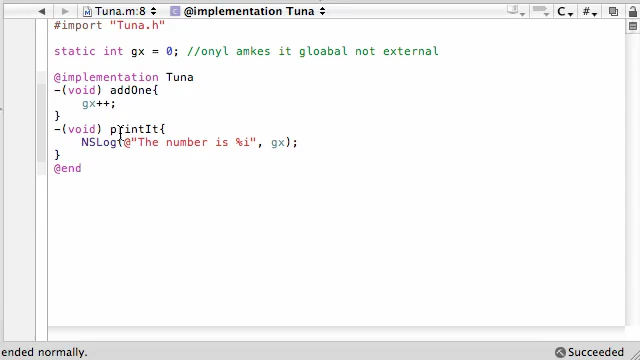 Tuna.m:8 @implementation Tuna C #
#import "Tuna.h"
static int gx = 0; //onyl amkes it gloabal not external
@implementation Tuna
-(void) addOne{
gx++;
}
-(void) printIt{
NSLog(@"The number is %i", gx);
}
@end
ended normally. Succeeded